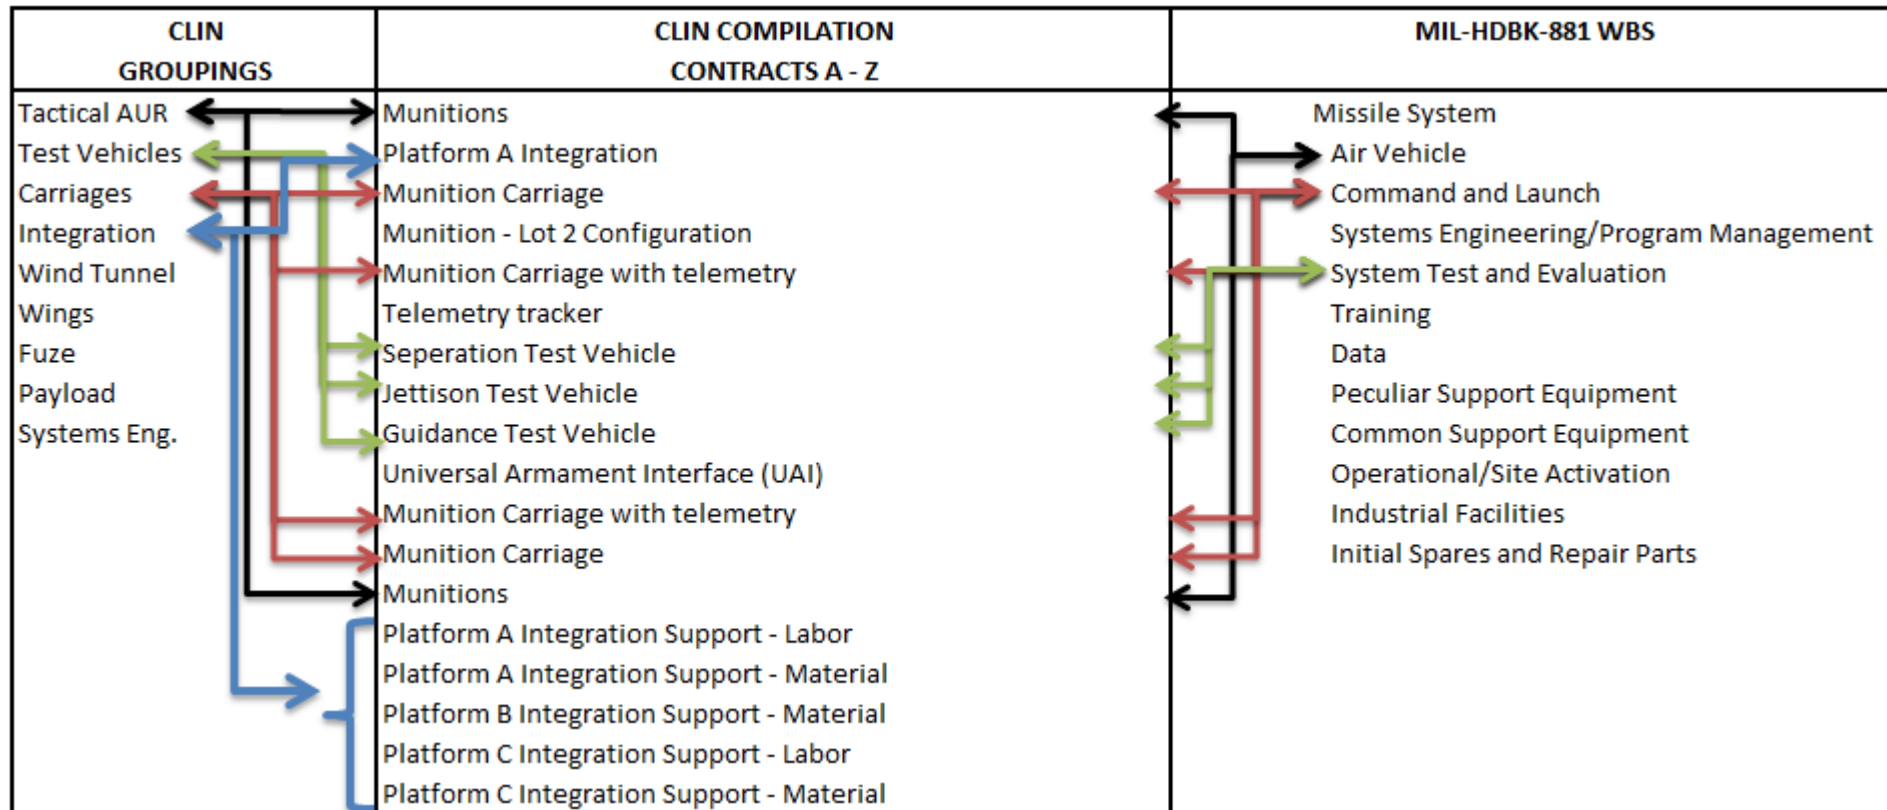 CLIN
GROUPINGS
CLIN COMPILATION
CONTRACTS A - Z
MIL-HDBK-881 WBS
Tactical AUR
Test Vehicles
Carriages
Integration
Wind Tunnel
Wings
Fuze
Payload
Systems Eng.
Munitions
Platform A Integration
Munition Carriage
Munition - Lot 2 Configuration
Munition Carriage with telemetry
Telemetry tracker
Seperation Test Vehicle
Jettison Test Vehicle
Guidance Test Vehicle
Universal Armament Interface (UAI)
Munition Carriage with telemetry
Munition Carriage
Munitions
Platform A Integration Support - Labor
Platform A Integration Support - Material
Platform B Integration Support - Material
Platform C Integration Support - Labor
Platform C Integration Support - Material
Missile System
Air Vehicle
Command and Launch
Systems Engineering/Program Management
System Test and Evaluation
Training
Data
Peculiar Support Equipment
Common Support Equipment
Operational/Site Activation
Industrial Facilities
Initial Spares and Repair Parts